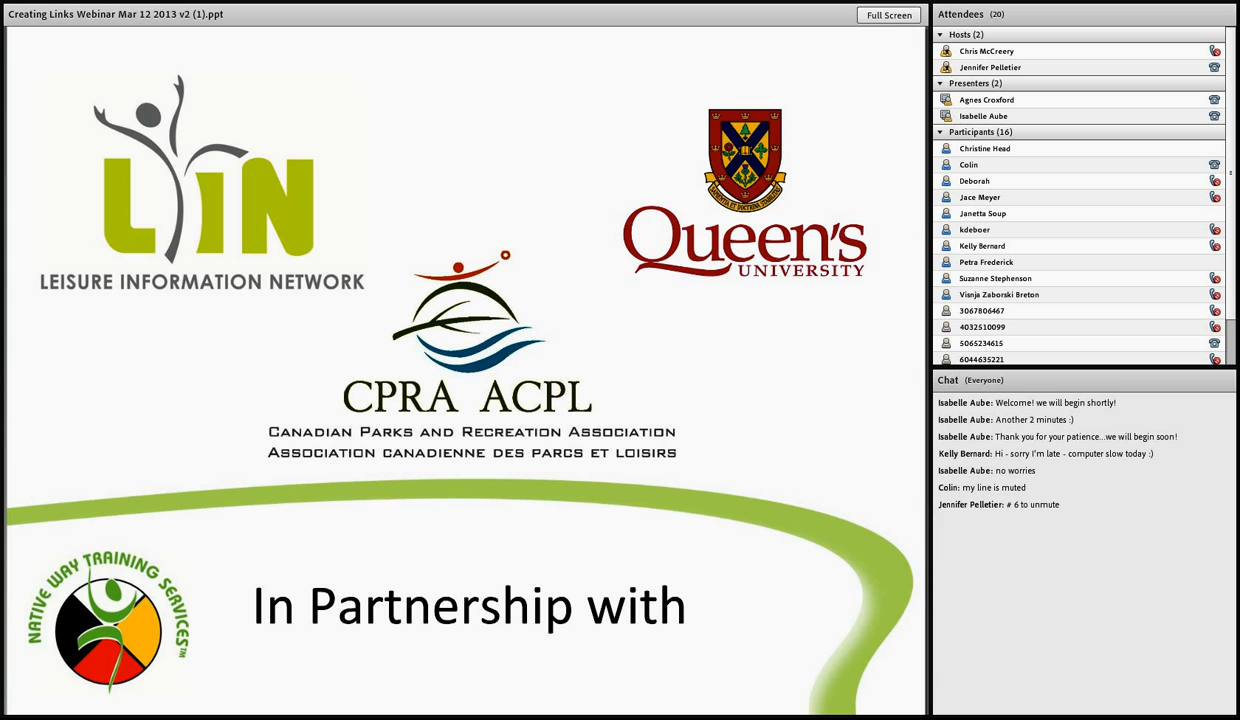 Creating Links Webinar Mar 12 2013 v2 (1).ppt
Full Screen
LIN
LEISURE INFORMATION NETWORK
Queen's
UNIVERSITY
CPRA ACPL
Canadian Parks and Recreation Association
Association canadienne des parcs et loisirs
NATIVE WAY TRAINING SERVICES™
In Partnership with
Attendees (20)
Hosts (2)
Chris McCreery
Jennifer Pelletier
Presenters (2)
Agnes Croxford
Isabelle Aube
Participants (16)
Christine Head
Colin
Deborah
Jace Meyer
Janetta Soup
kdeboer
Kelly Bernard
Petra Frederick
Suzanne Stephenson
Visnja Zaborski Breton
3067806467
4032510099
5065234615
6044635221
Chat (Everyone)
Isabelle Aube: Welcome! we will begin shortly!
Isabelle Aube: Another 2 minutes :)
Isabelle Aube: Thank you for your patience...we will begin soon!
Kelly Bernard: Hi - sorry I'm late - computer slow today :)
Isabelle Aube: no worries
Colin: my line is muted
Jennifer Pelletier: # 6 to unmute